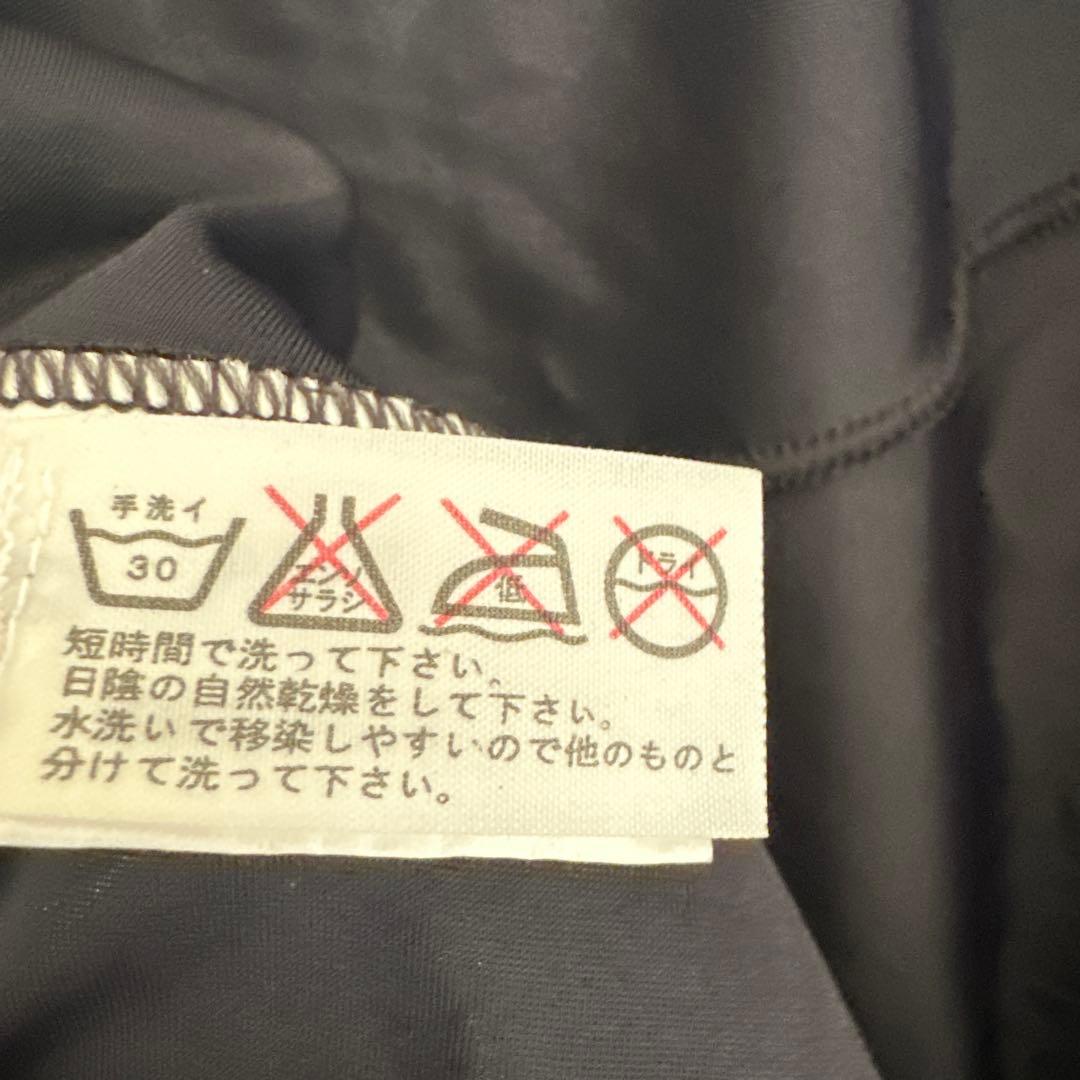 手洗イ
30
エンソ
サラシ
低
ドライ
短時間で洗って下さい。
日陰の自然乾燥をして下さい。
水洗いで移染しやすいので他のものと
分けて洗って下さい。